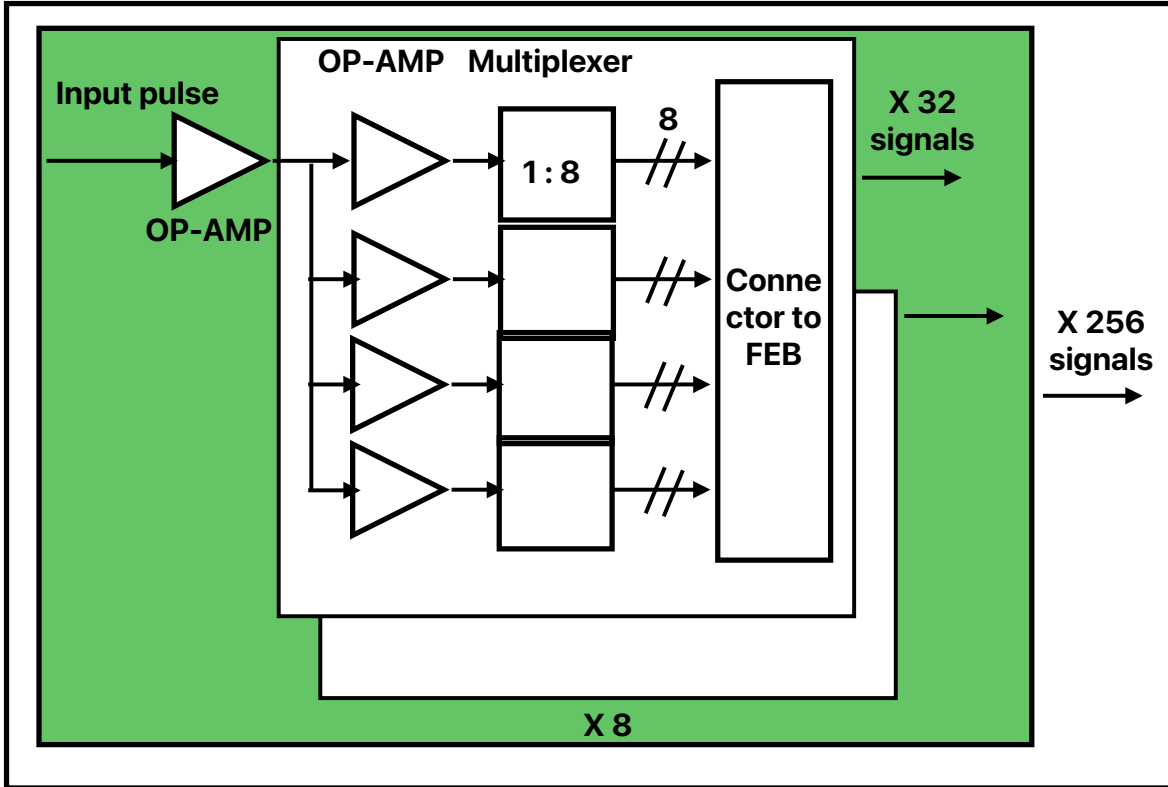 OP-AMP Multiplexer
Input pulse
OP-AMP
8
1 : 8
X 32
signals
Conne
ctor to
FEB
X 256
signals
X 8